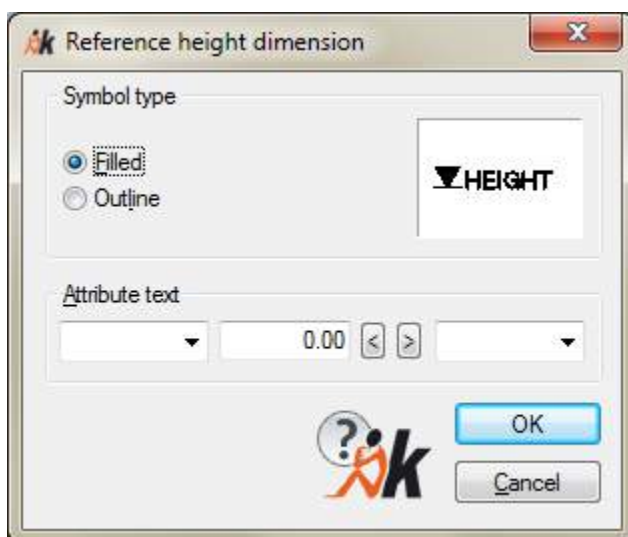 Reference height dimension
Symbol type
Filled
Outline
HEIGHT
Attribute text
0.00 < >
? k OK
Cancel